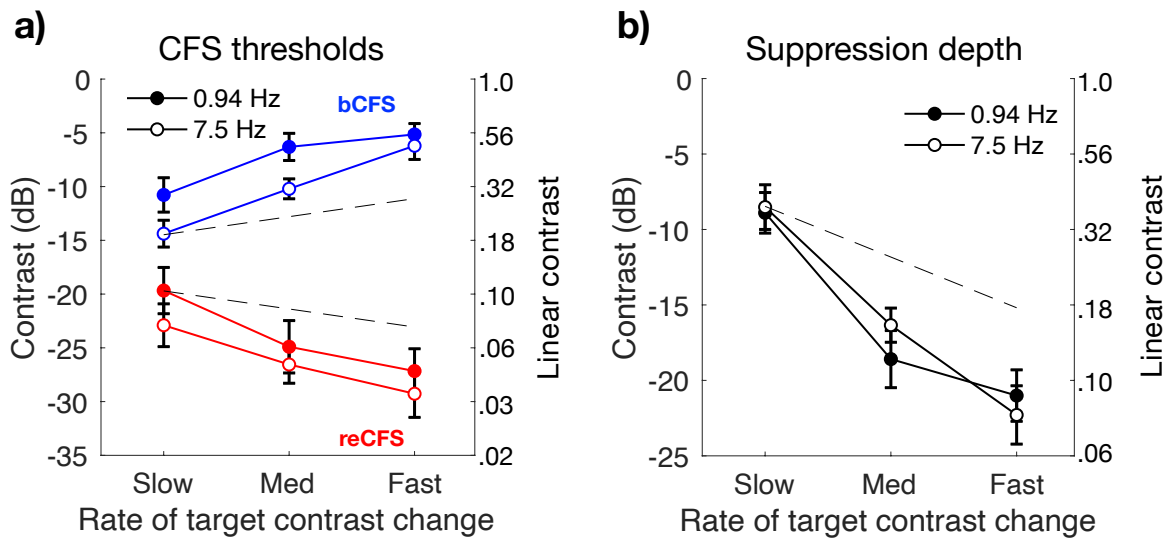 a)
CFS thresholds
0.94 Hz
7.5 Hz
bCFS
reCFS
Contrast (dB)
0
-5
-10
-15
-20
-25
-30
-35
1.0
.56
.32
.18
.10
.06
.03
.02
Linear contrast
Slow Med Fast
Rate of target contrast change
b)
Suppression depth
0.94 Hz
7.5 Hz
Contrast (dB)
0
-5
-10
-15
-20
-25
1.0
.56
.32
.18
.10
.06
Linear contrast
Slow Med Fast
Rate of target contrast change